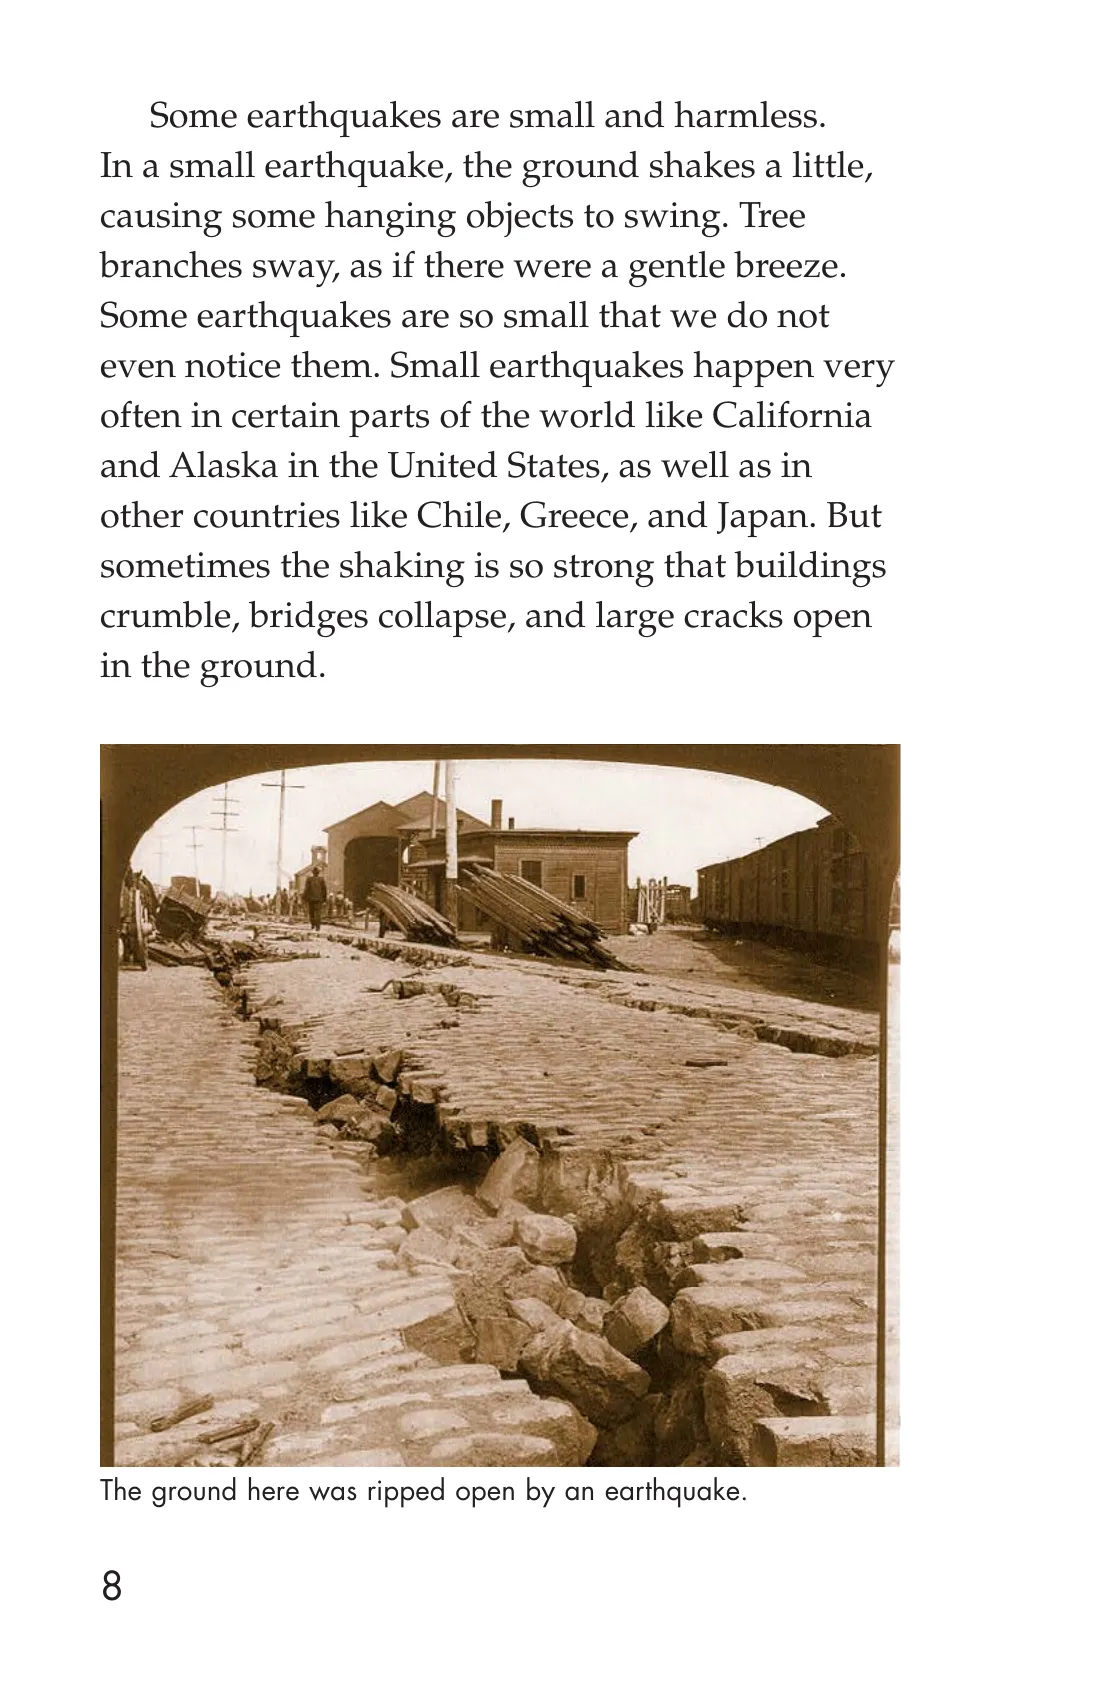 Some earthquakes are small and harmless.
In a small earthquake, the ground shakes a little,
causing some hanging objects to swing. Tree
branches sway, as if there were a gentle breeze.
Some earthquakes are so small that we do not
even notice them. Small earthquakes happen very
often in certain parts of the world like California
and Alaska in the United States, as well as in
other countries like Chile, Greece, and Japan. But
sometimes the shaking is so strong that buildings
crumble, bridges collapse, and large cracks open
in the ground.
The ground here was ripped open by an earthquake.
8